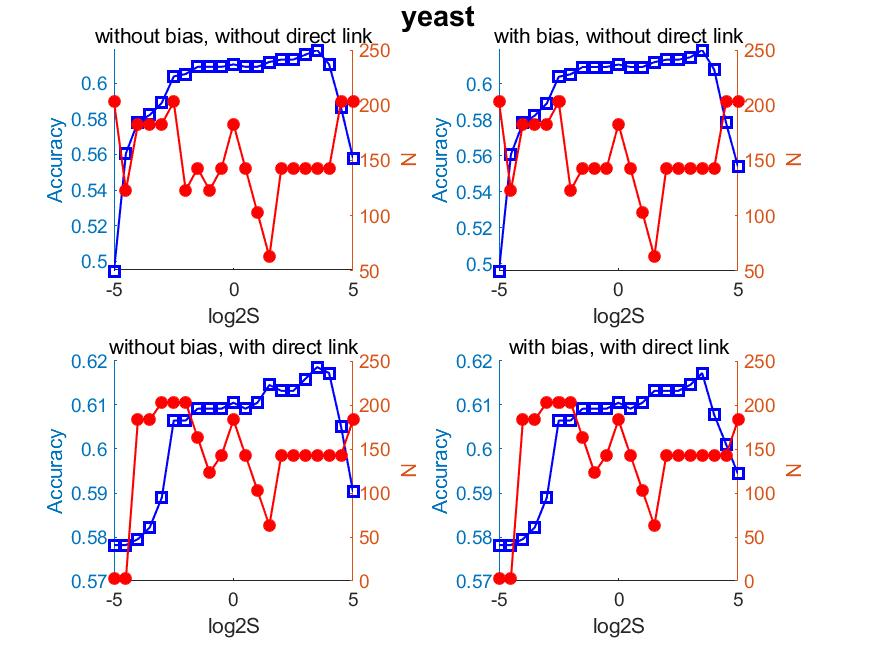 yeast
without bias, without direct link
with bias, without direct link
0.6
0.58
0.56
0.54
0.52
0.5
Accuracy
250
200
150
100
50
N
-5 0 5
log2S
0.6
0.58
0.56
0.54
0.52
0.5
Accuracy
250
200
150
100
50
N
-5 0 5
log2S
without bias, with direct link
with bias, with direct link
0.62
0.61
0.6
0.59
0.58
0.57
Accuracy
250
200
150
100
50
0
N
-5 0 5
log2S
0.62
0.61
0.6
0.59
0.58
0.57
Accuracy
250
200
150
100
50
0
N
-5 0 5
log2S